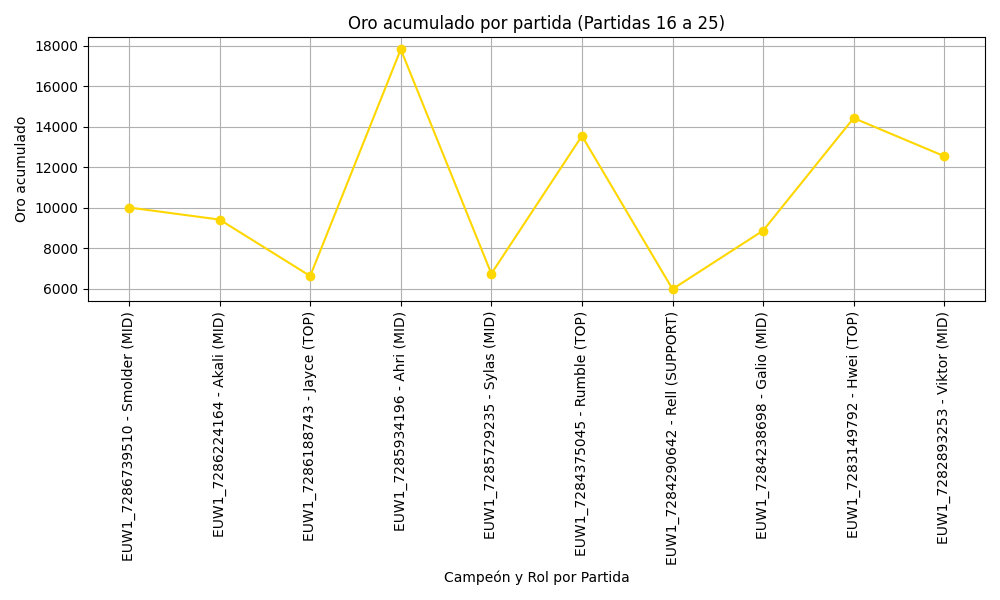 Oro acumulado por partida (Partidas 16 a 25)
Oro acumulado
18000
16000
14000
12000
10000
8000
6000
EUW1_7286739510 - Smolder (MID)
EUW1_7286224164 - Akali (MID)
EUW1_7286188743 - Jayce (TOP)
EUW1_7285934196 - Ahri (MID)
EUW1_7285729235 - Sylas (MID)
EUW1_7284375045 - Rumble (TOP)
EUW1_7284290642 - Rell (SUPPORT)
EUW1_7284238698 - Galio (MID)
EUW1_7283149792 - Hwei (TOP)
EUW1_7282893253 - Viktor (MID)
Campeón y Rol por Partida